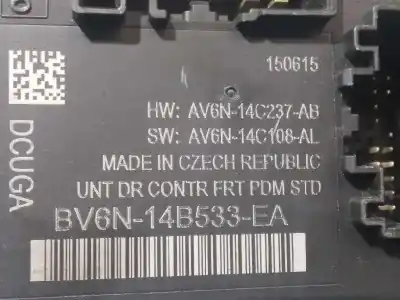 150615
HW: AV6N-14C237-AB
SW: AV6N-14C108-AL
MADE IN CZECH REPUBLIC
UNT DR CONTR FRT PDM STD
BV6N-14B533-EA
DCUGA